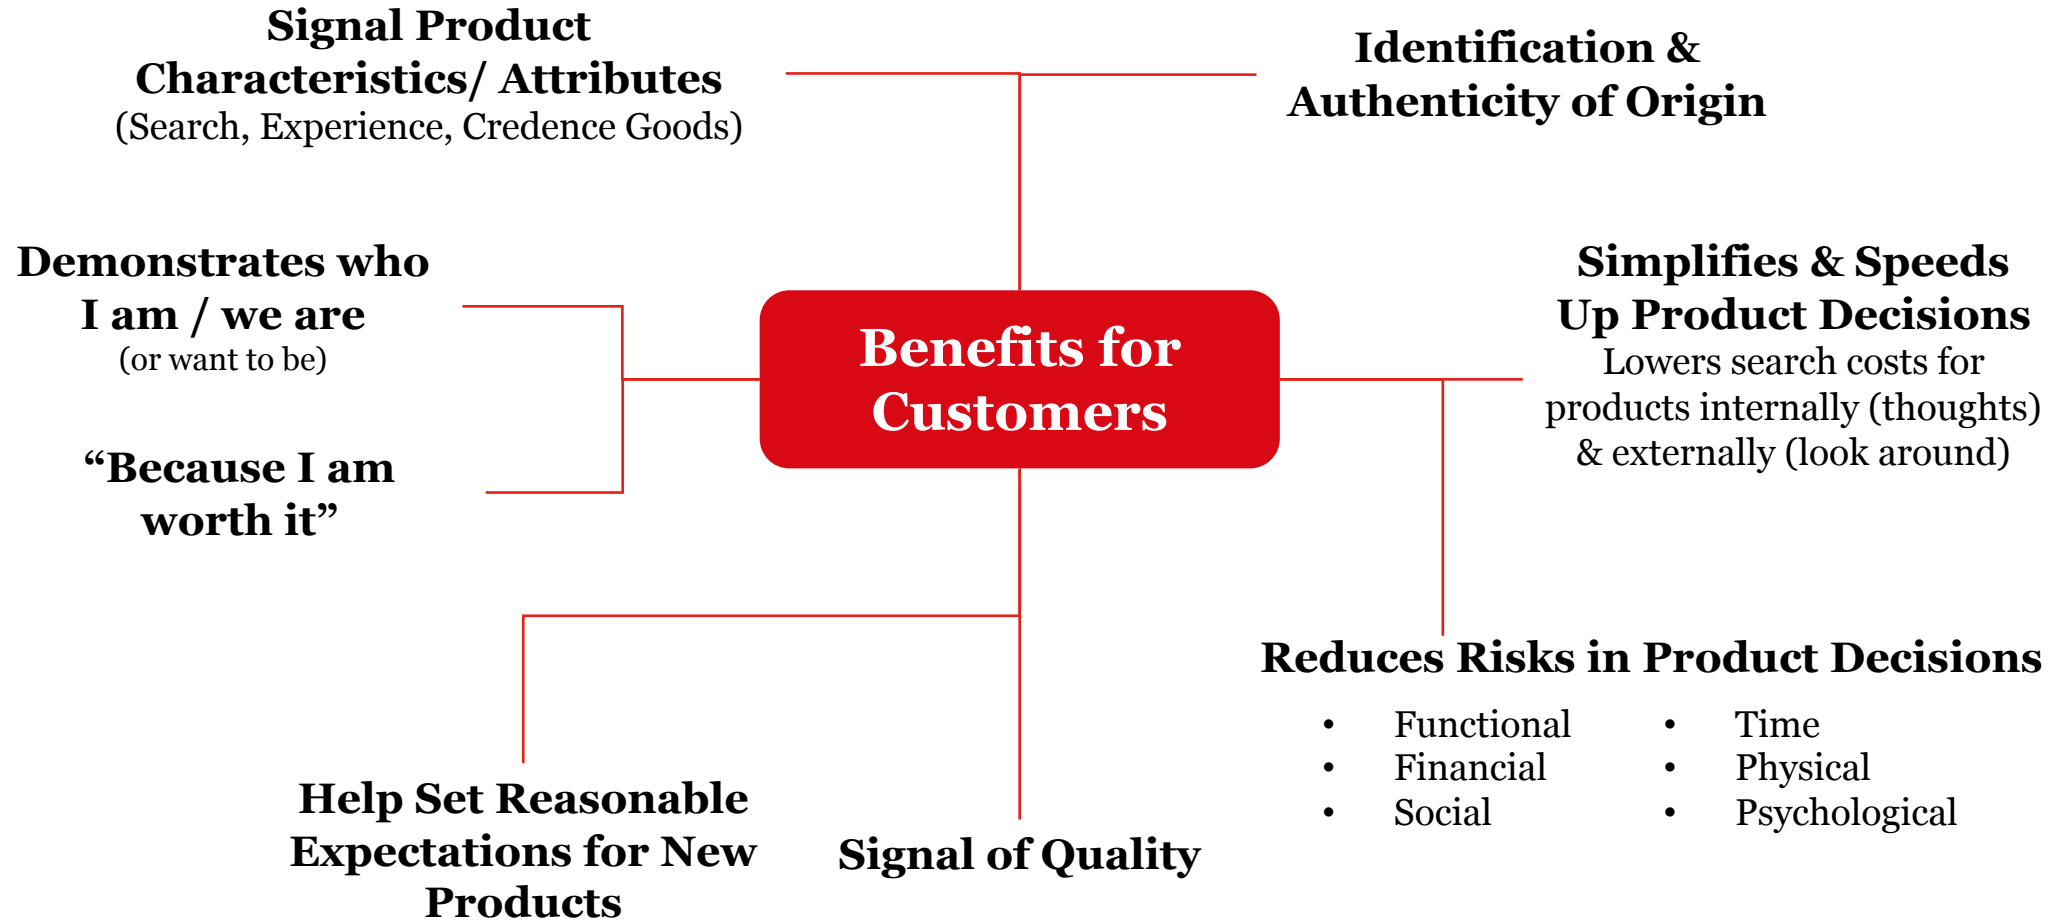 Signal Product
Characteristics/ Attributes
(Search, Experience, Credence Goods)
Identification &
Authenticity of Origin
Demonstrates who
I am / we are
(or want to be)
“Because I am
worth it”
Benefits for
Customers
Simplifies & Speeds
Up Product Decisions
Lowers search costs for
products internally (thoughts)
& externally (look around)
Reduces Risks in Product Decisions
• Functional
• Financial
• Social
• Time
• Physical
• Psychological
Help Set Reasonable
Expectations for New
Products
Signal of Quality